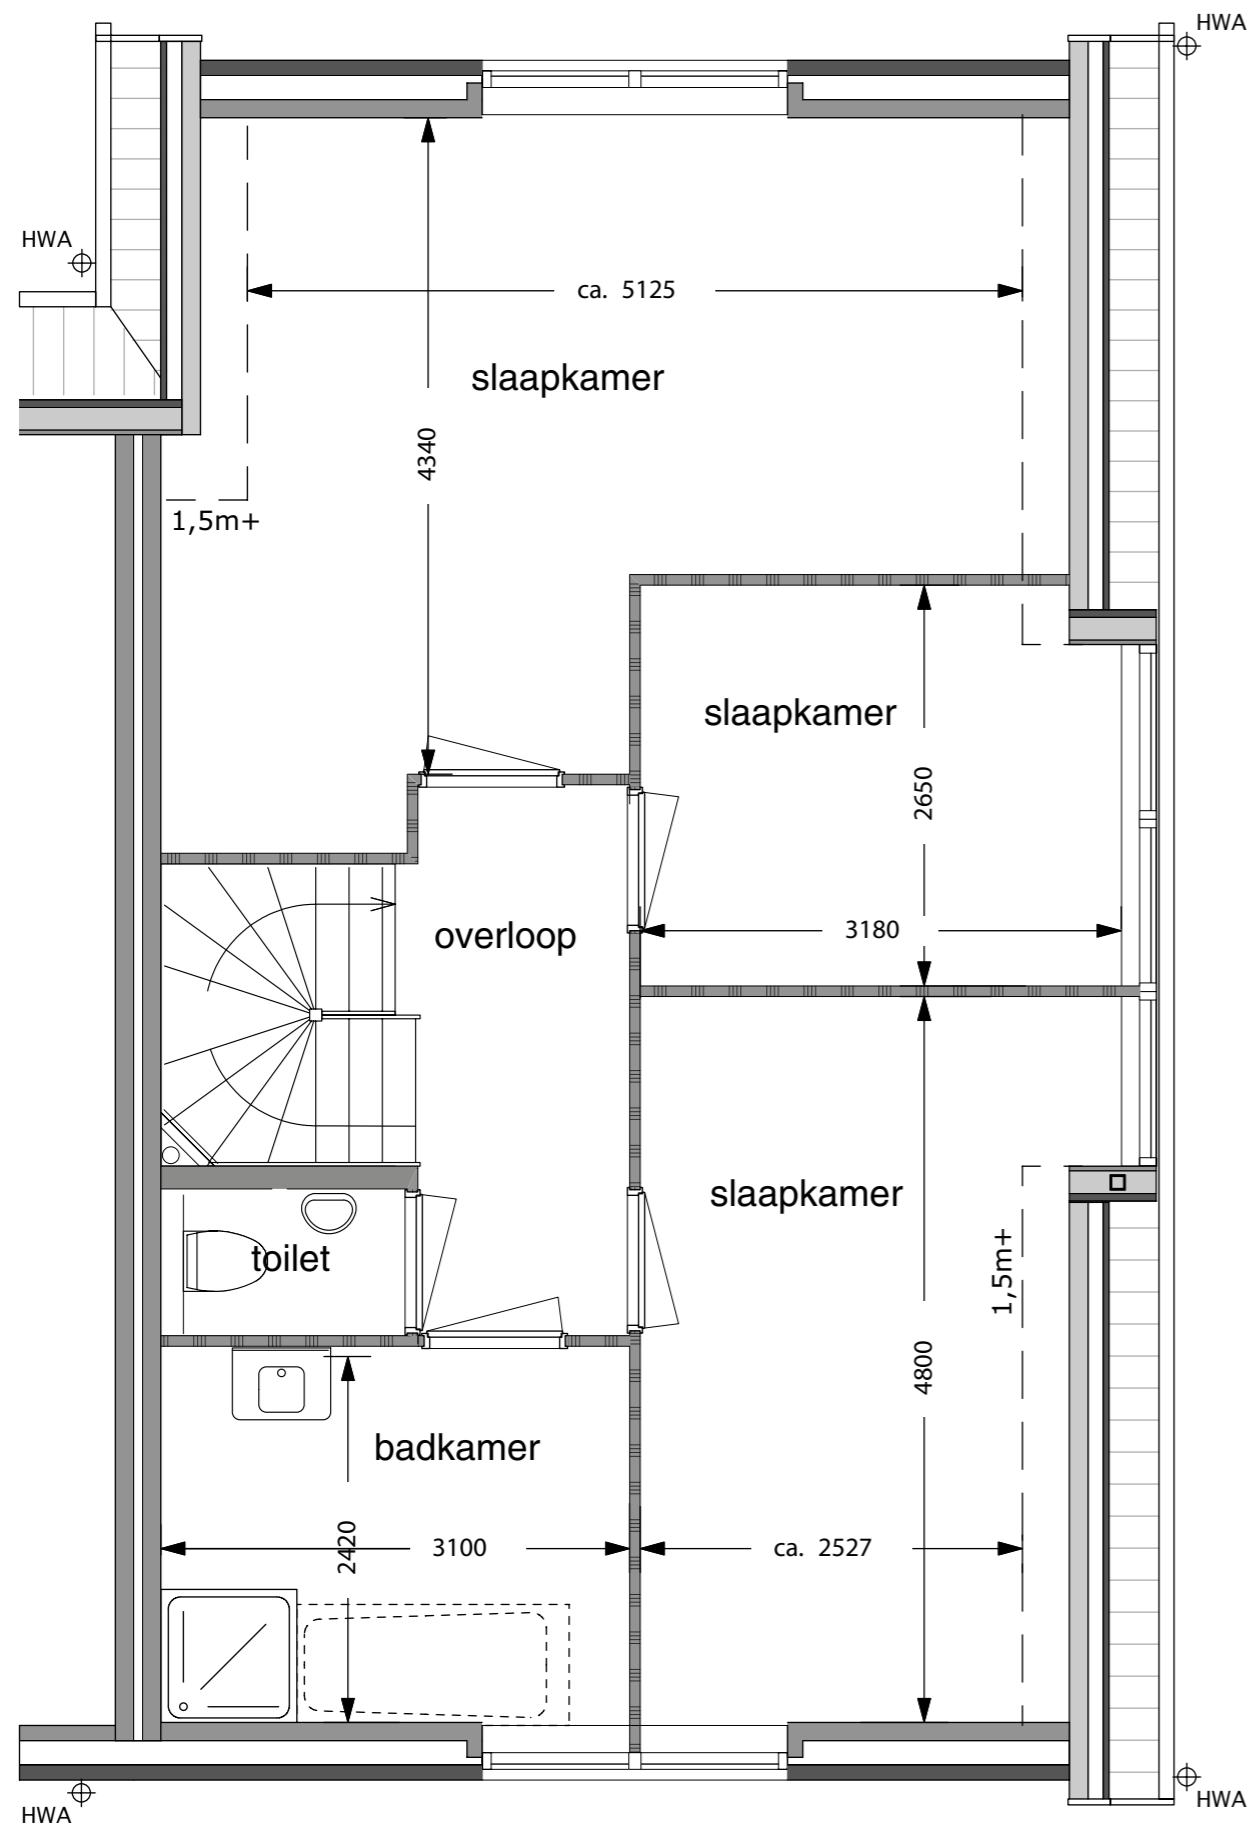 HWA
HWA
ca. 5125
slaapkamer
4340
1,5m+
slaapkamer
2650
3180
overloop
slaapkamer
toilet
1,5m+
4800
badkamer
2420
3100
ca. 2527
HWA
HWA